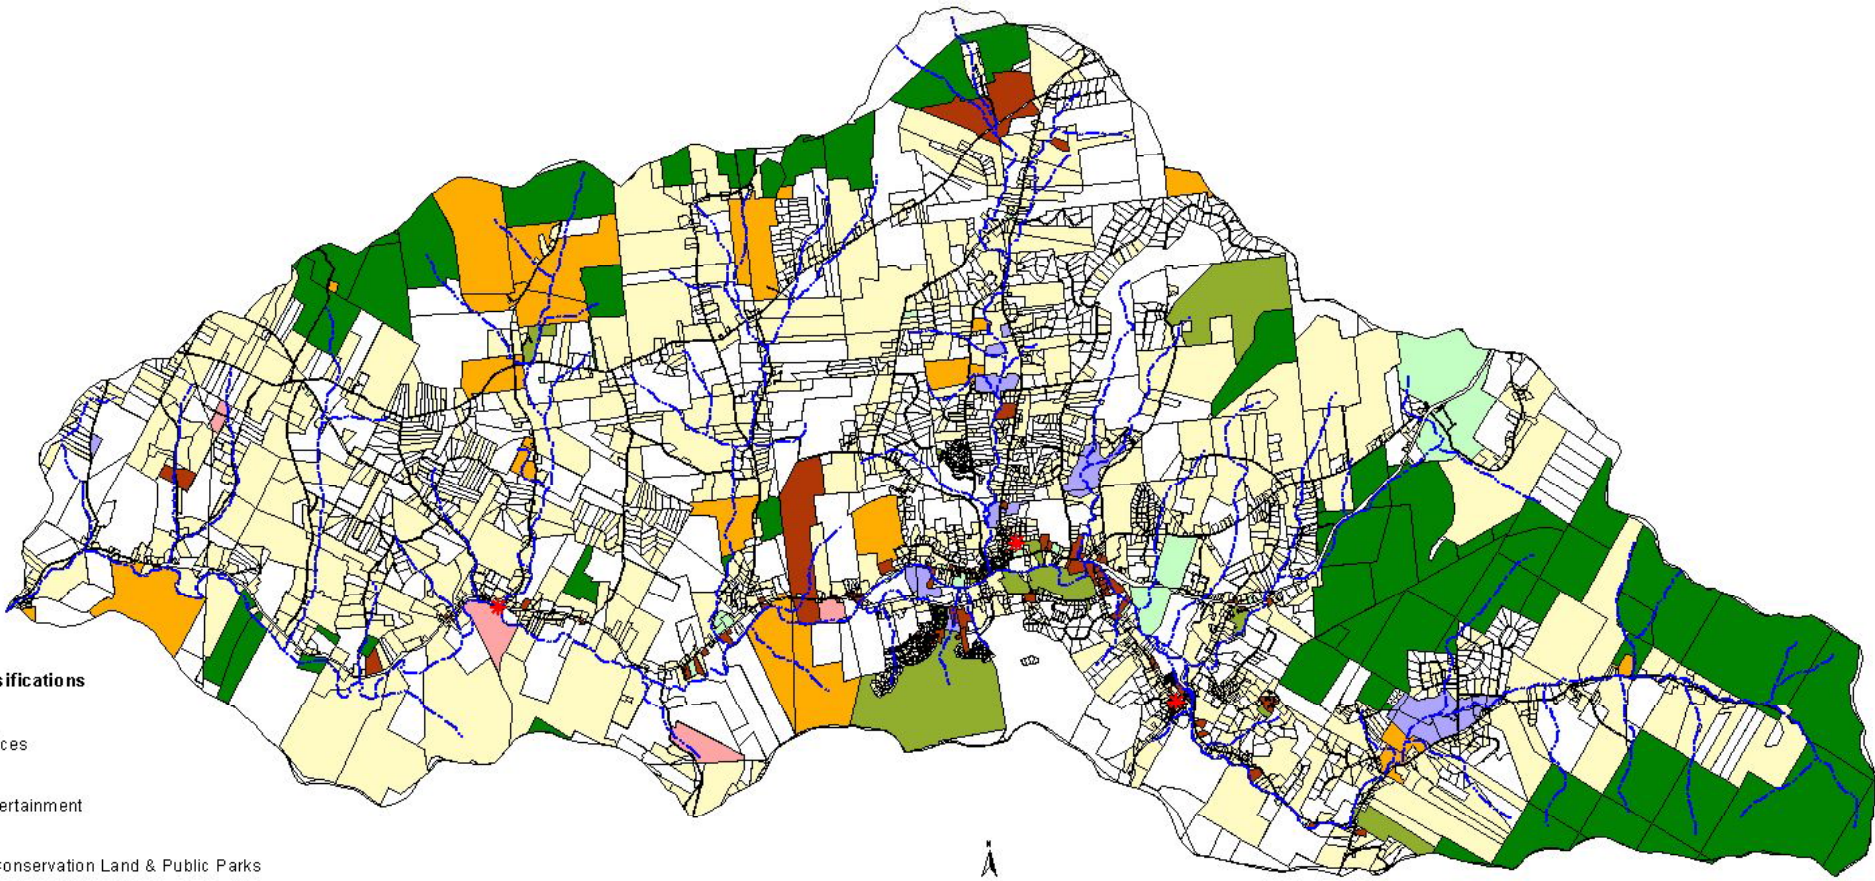 sifications
ces
ertainment
Conservation Land & Public Parks
N